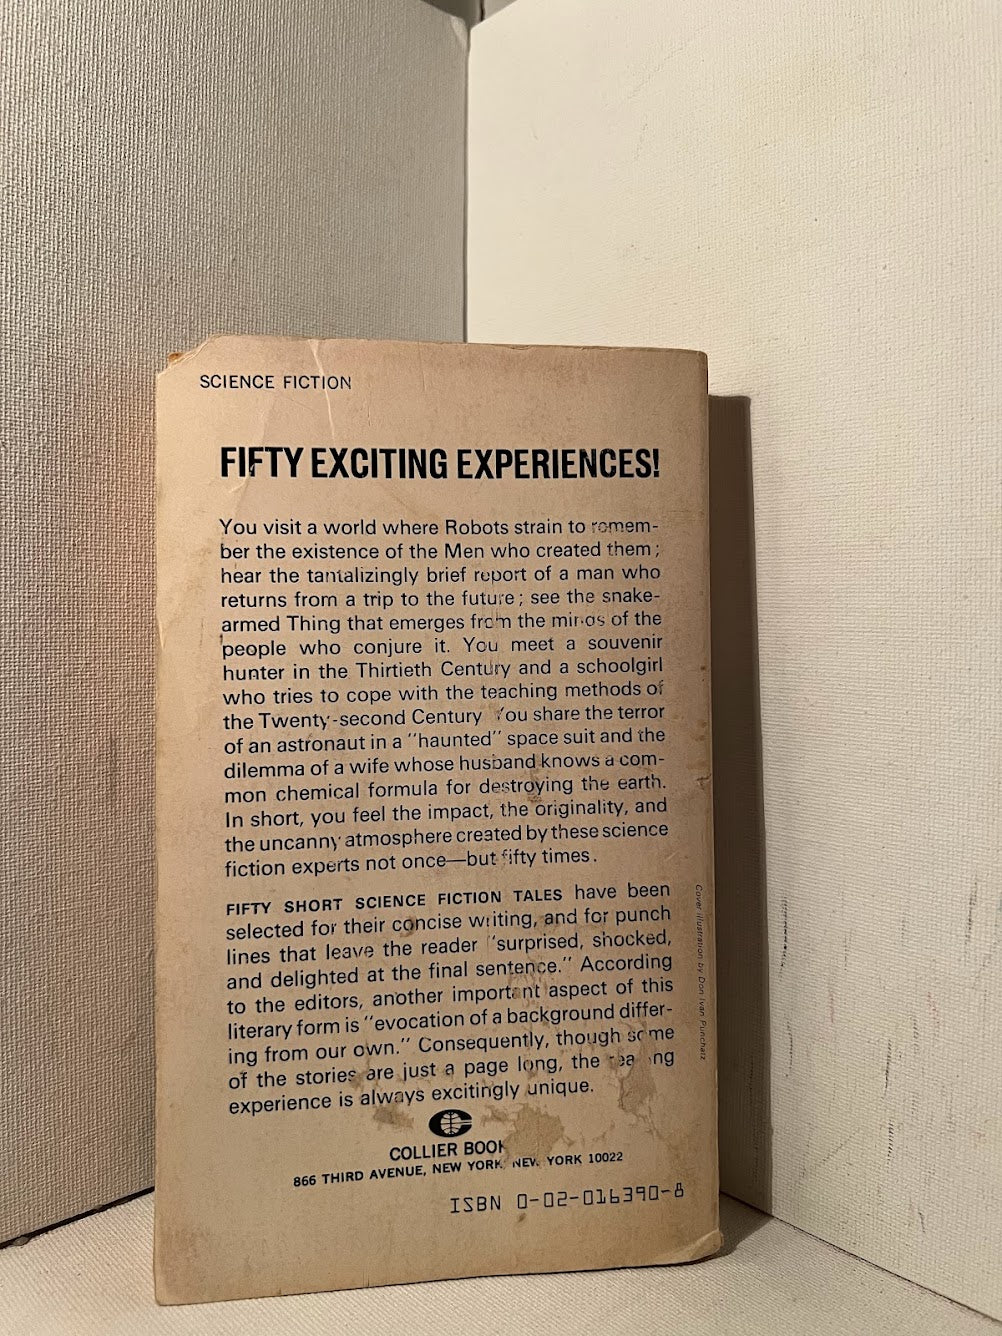 SCIENCE FICTION
FIFTY EXCITING EXPERIENCES!
You visit a world where Robots strain to remem-
ber the existence of the Men who created them;
hear the tantalizingly brief report of a man who
returns from a trip to the future; see the snake-
armed Thing that emerges from the minds of the
people who conjure it. You meet a souvenir
hunter in the Thirtieth Century and a schoolgirl
who tries to cope with the teaching methods of
the Twenty-second Century You share the terror
of an astronaut in a "haunted" space suit and the
dilemma of a wife whose husband knows a com-
mon chemical formula for destroying the earth.
In short, you feel the impact, the originality, and
the uncanny atmosphere created by these science
fiction experts not once—but fifty times.
FIFTY SHORT SCIENCE FICTION TALES have been
selected for their concise writing, and for punch
lines that leave the reader "surprised, shocked,
and delighted at the final sentence." According
to the editors, another important aspect of this
literary form is "evocation of a background differ-
ing from our own." Consequently, though some
of the stories are just a page long, the reading
experience is always excitingly unique.
COLLIER BOOK
866 THIRD AVENUE, NEW YORK, NEW YORK 10022
ISBN 0-02-016390-8
Cover illustration by Don Ivan Punchatz